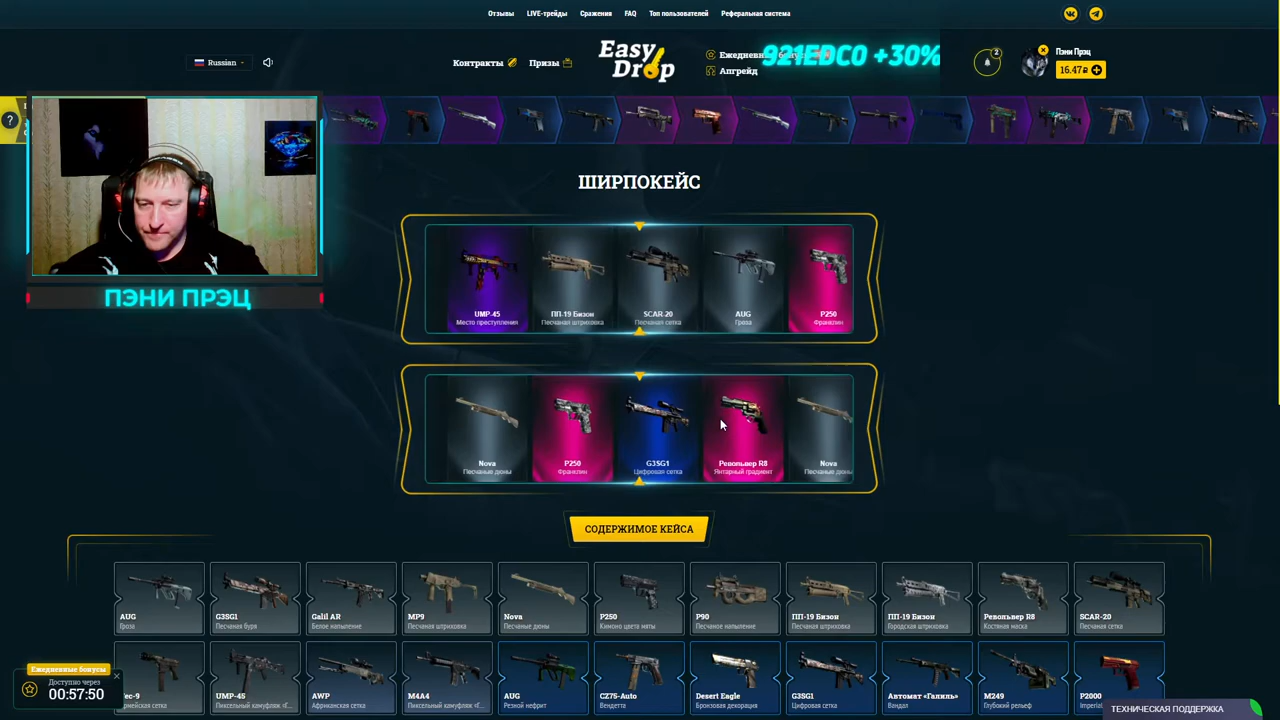 Отзывы LIVE-трейды Сражения FAQ Топ пользователей Реферальная система
Russian
Контракты Призы
Easy
Drop
Апгрейд
921EDC0 +30%
2
Пэни Прэц
16.47₽
?
ШИРПОКЕЙС
ПЭНИ ПРЭЦ
UMP-45
Место преступления
ПП-19 Бизон
Песчаная штриховка
SCAR-20
Песчаная сетка
AUG
Гроза
P250
Франклин
Nova
Песчаные дюны
P250
Франклин
G3SG1
Цифровая сетка
Револьвер R8
Янтарный градиент
Nova
Песчаные дюны
СОДЕРЖИМОЕ КЕЙСА
AUG
Гроза
G3SG1
Песчаная буря
Galil AR
Белое напыление
MP9
Песчаная штриховка
Nova
Песчаные дюны
P250
Кимоно цвета мяты
P90
Песчаное напыление
ПП-19 Бизон
Песчаная штриховка
ПП-19 Бизон
Городская штриховка
Револьвер R8
Костяная маска
SCAR-20
Песчаная сетка
UMP-45
Пиксельный камуфляж «Г...
AWP
Африканская сетка
M4A4
Пиксельный камуфляж «Г...
AUG
Резной нефрит
CZ75-Auto
Вендетта
Desert Eagle
Бронзовая декорация
G3SG1
Цифровая сетка
Автомат «Галиль»
Вандал
M249
Глубокий рельеф
P2000
Imperial
Ежедневные бонусы
Доступно через
00:57:50
ТЕХНИЧЕСКАЯ ПОДДЕРЖКА